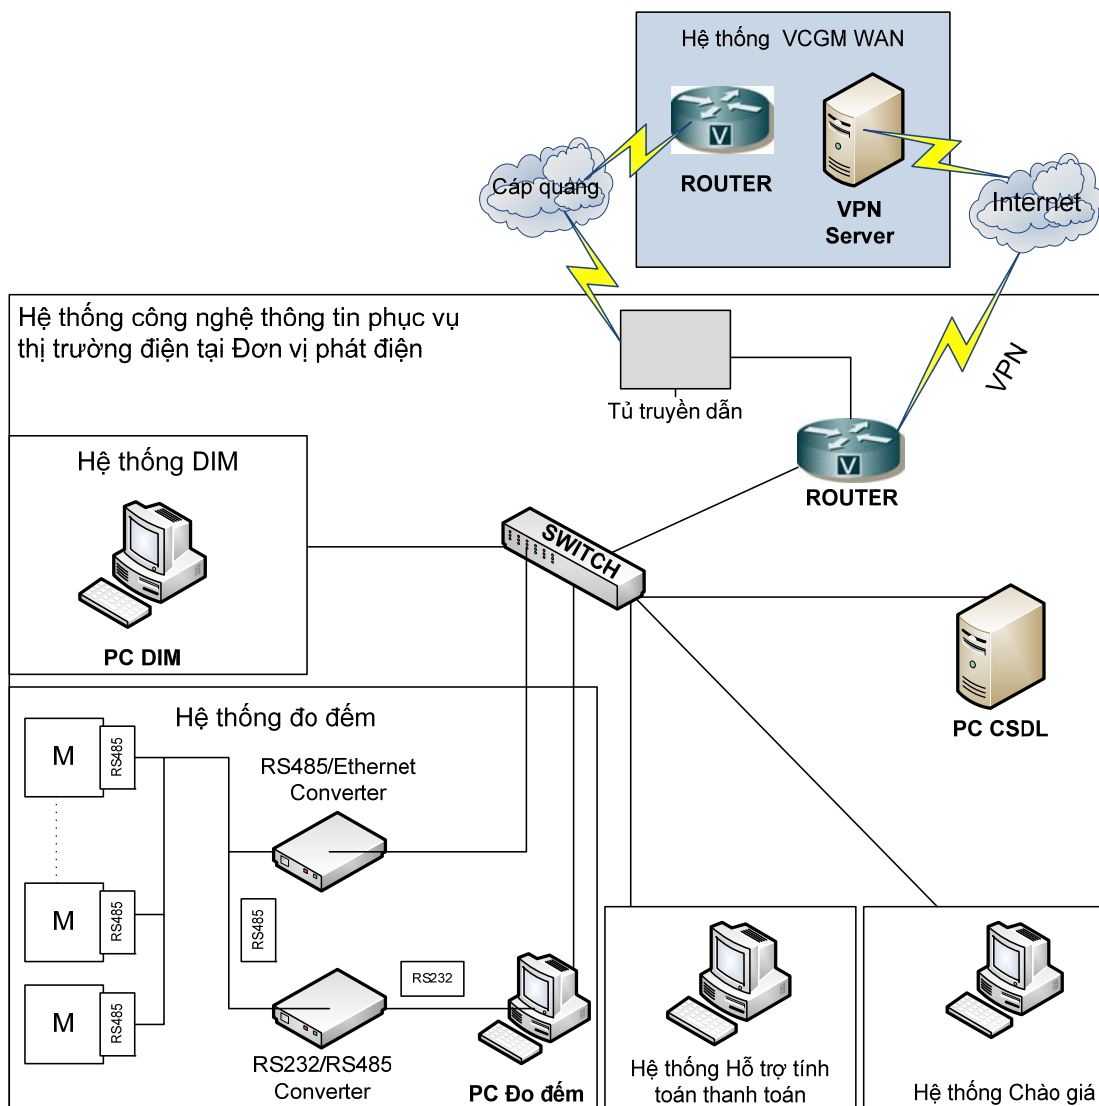 Hệ thống VCGM WAN
V
ROUTER
VPN
Server
Cáp quang
Internet
Hệ thống công nghệ thông tin phục vụ
thị trường điện tại Đơn vị phát điện
Tủ truyền dẫn
VPN
V
ROUTER
Hệ thống DIM
PC DIM
SWITCH
PC CSDL
Hệ thống đo đếm
M
RS485
RS485/Ethernet
Converter
M
RS485
RS485
M
RS485
RS232
RS232/RS485
Converter
PC Đo đếm
Hệ thống Hỗ trợ tính
toán thanh toán
Hệ thống Chào giá